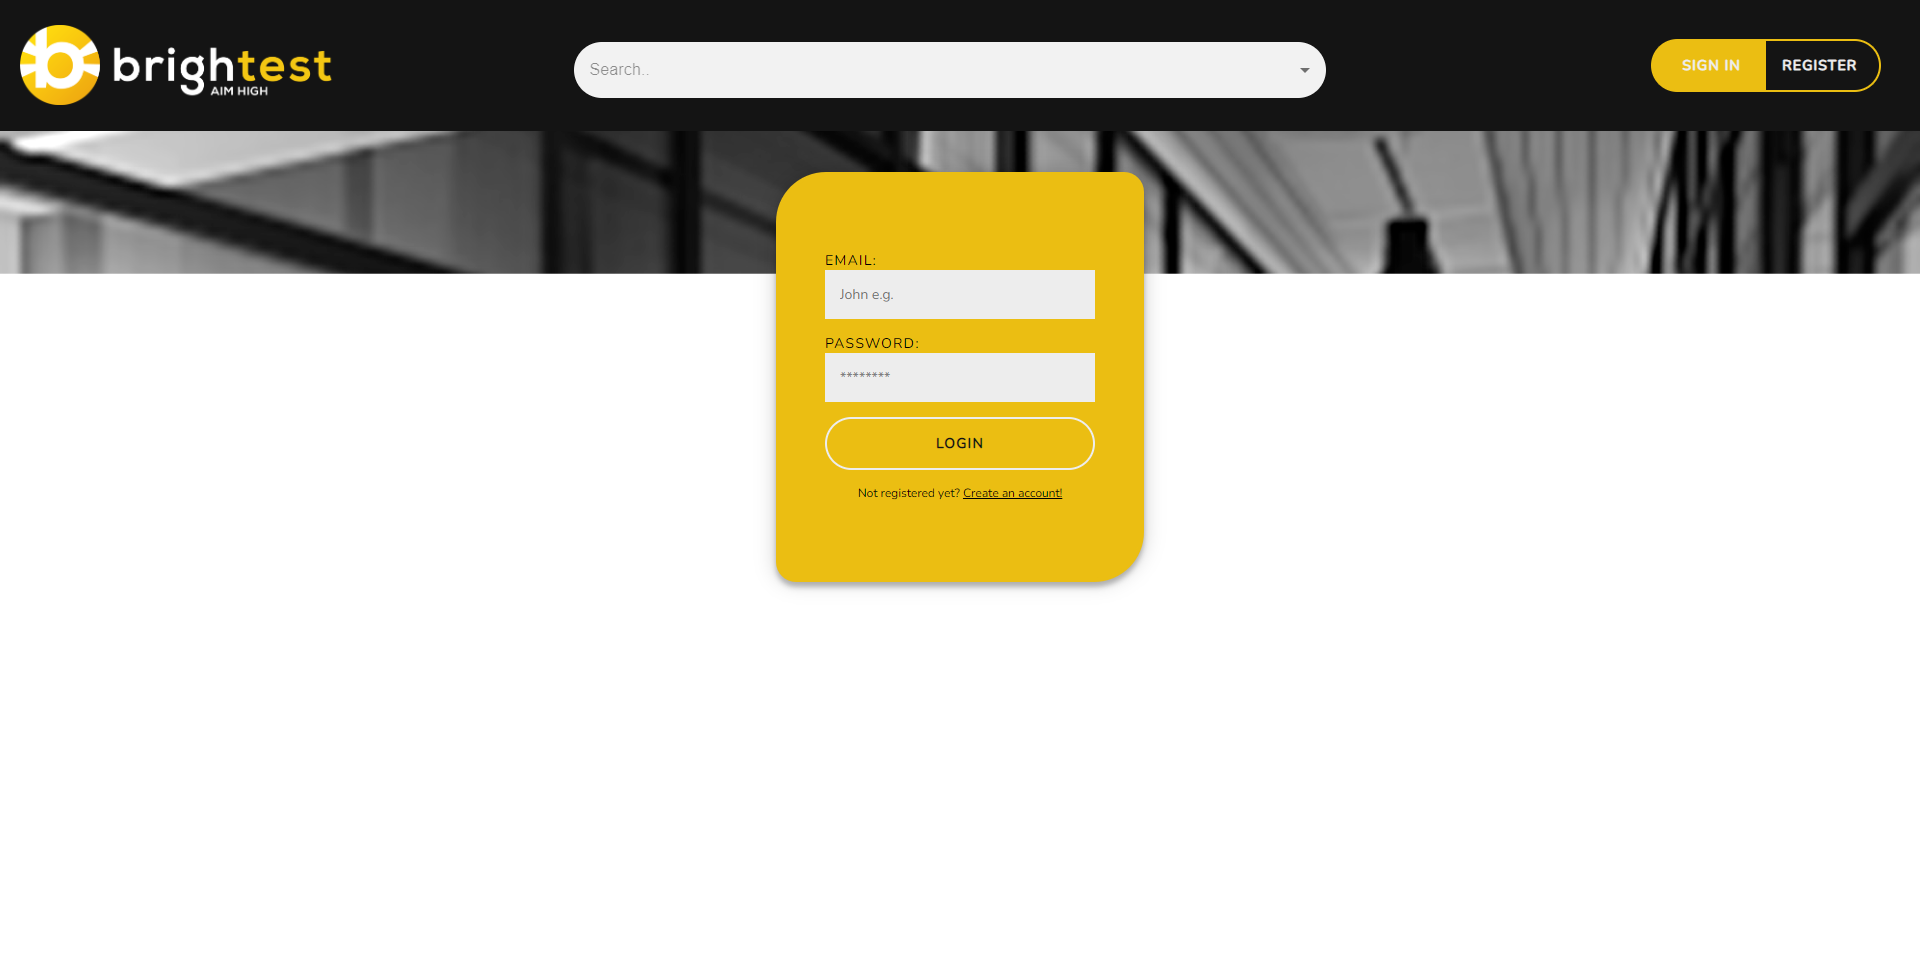 brightest
AIM HIGH
Search..
SIGN IN
REGISTER
EMAIL:
John e.g.
PASSWORD:
********
LOGIN
Not registered yet? Create an account!